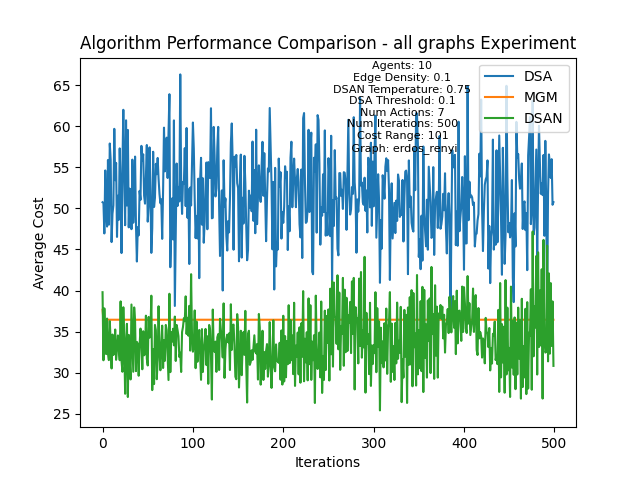 Algorithm Performance Comparison - all graphs Experiment
Agents: 10
Edge Density: 0.1
DSAN Temperature: 0.75
DSA Threshold: 0.1
Num Actions: 7
Num Iterations: 500
Cost Range: 101
Graph: erdos_renyi
DSA
MGM
DSAN
Average Cost
65
60
55
50
45
40
35
30
25
0
100
200
300
400
500
Iterations